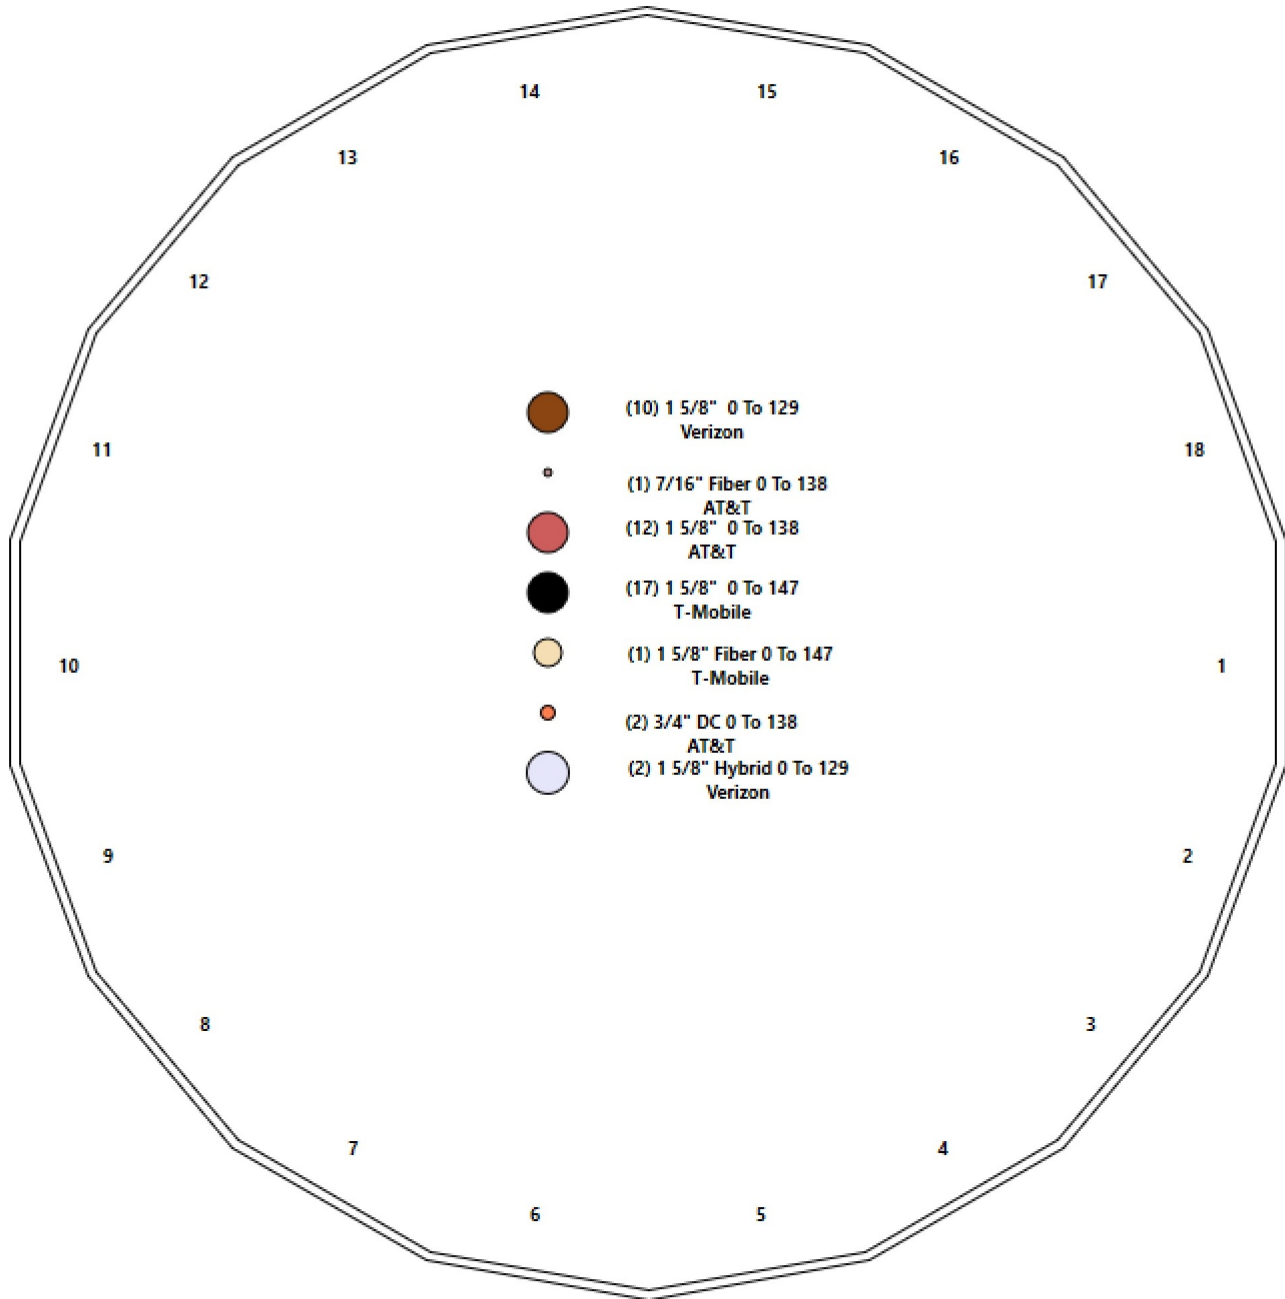 14
15
13
16
12
17
(10) 1 5/8"  0 To 129
Verizon
11
18
(1) 7/16" Fiber 0 To 138
AT&T
(12) 1 5/8"  0 To 138
AT&T
(17) 1 5/8"  0 To 147
T-Mobile
(1) 1 5/8" Fiber 0 To 147
T-Mobile
10
1
(2) 3/4" DC 0 To 138
AT&T
(2) 1 5/8" Hybrid 0 To 129
Verizon
9
2
8
3
7
4
6
5